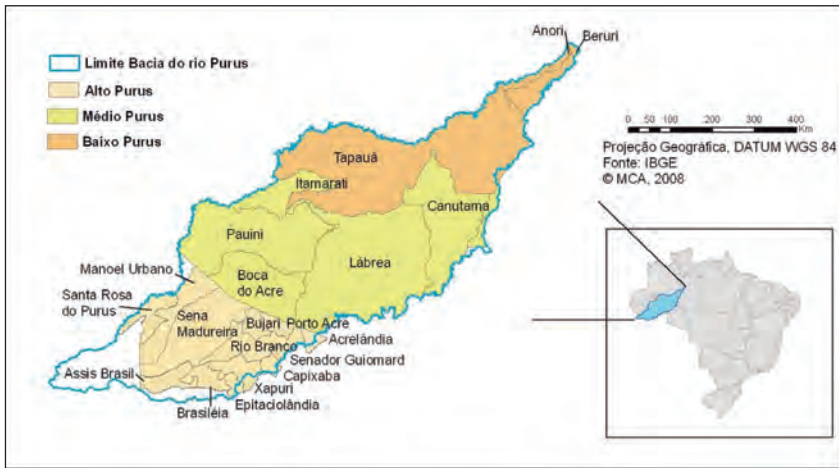 Anori
Beruri
Limite Bacia do rio Purus
Alto Purus
Médio Purus
Baixo Purus
0 50 100 200 300 400
Km
Projeção Geográfica, DATUM WGS 84
Fonte: IBGE
© MCA, 2008
Tapauá
Itamarati
Canutama
Pauini
Lábrea
Manoel Urbano
Boca
do Acre
Santa Rosa
do Purus
Sena
Madureira
Bujari
Porto Acre
Acrelândia
Rio Branco
Senador Guiomard
Capixaba
Assis Brasil
Xapuri
Epitaciolândia
Brasiléia